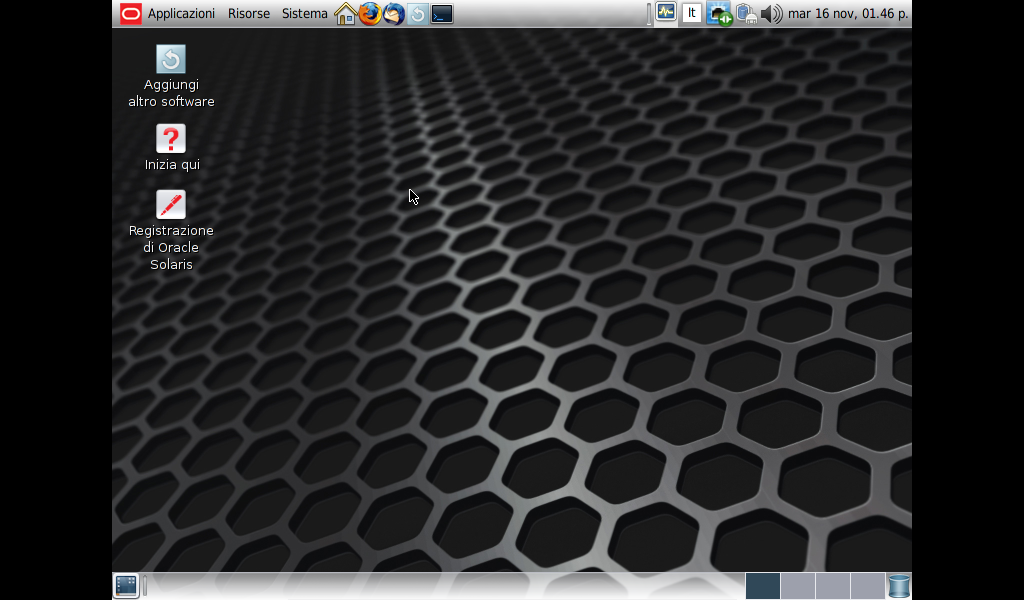 Applicazioni Risorse Sistema It mar 16 nov, 01.46 p.
Aggiungi
altro software
Inizia qui
Registrazione
di Oracle
Solaris